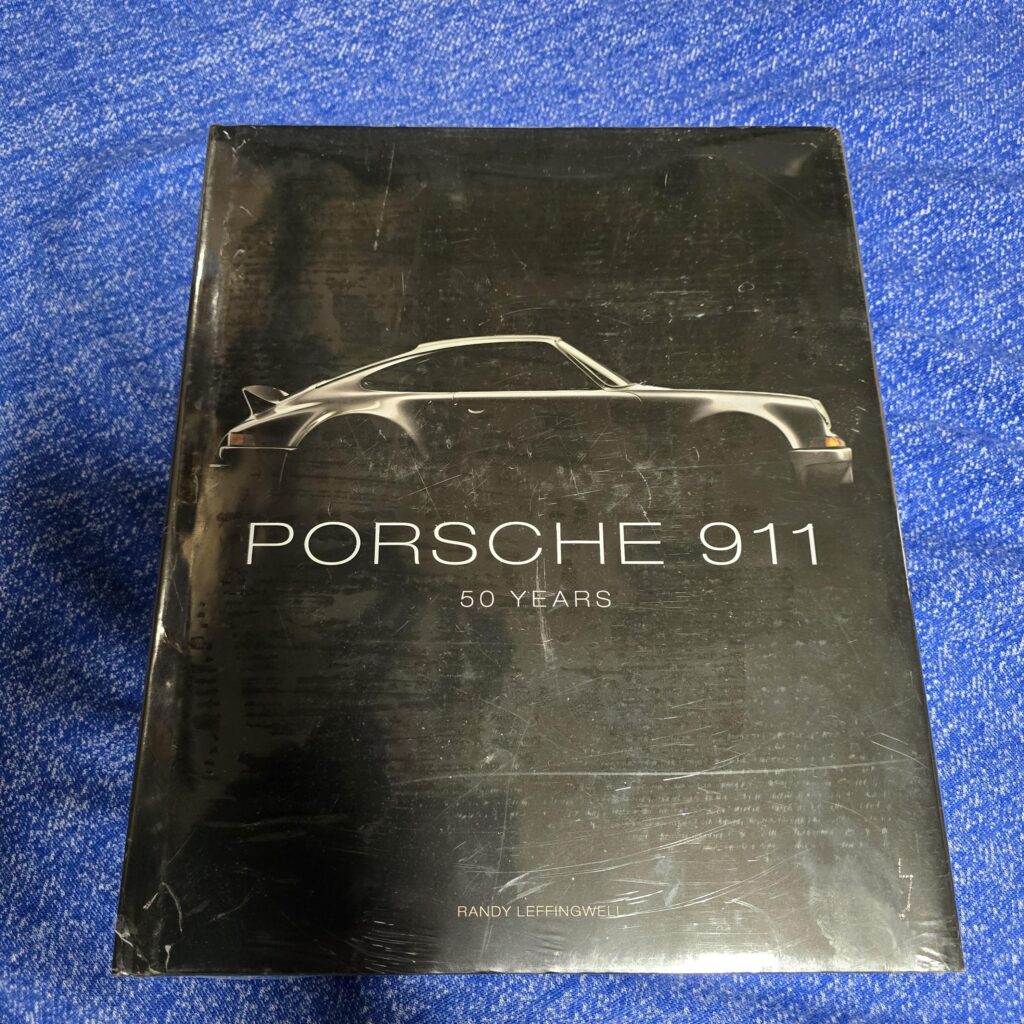 PORSCHE 911
50 YEARS
RANDY LEFFINGWELL